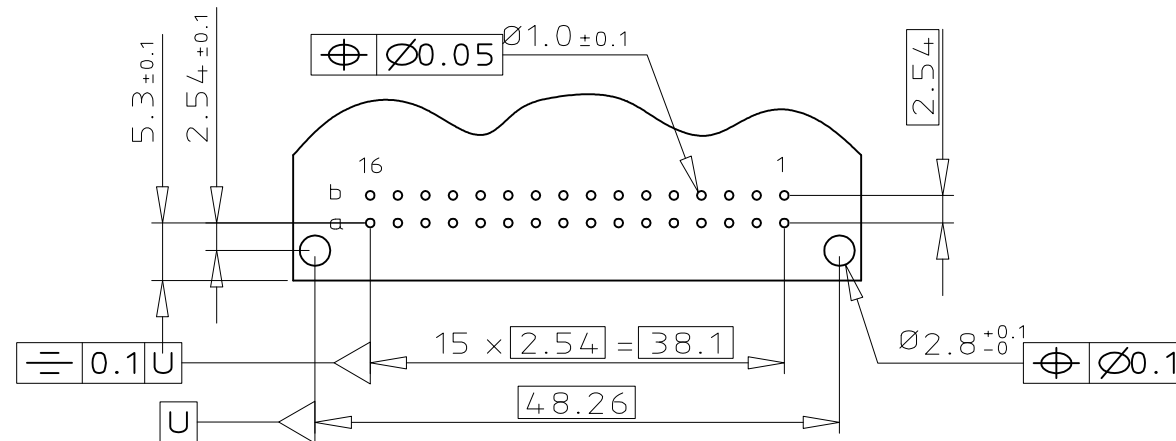 5.3 ±0.1
2.54 ±0.1
⌖ Ø0.05
Ø1.0 ±0.1
2.54
16
1
b
a
⌯ 0.1 U
15 × 2.54 = 38.1
Ø2.8 +0.1 -0
⌖ Ø0.1
U
48.26